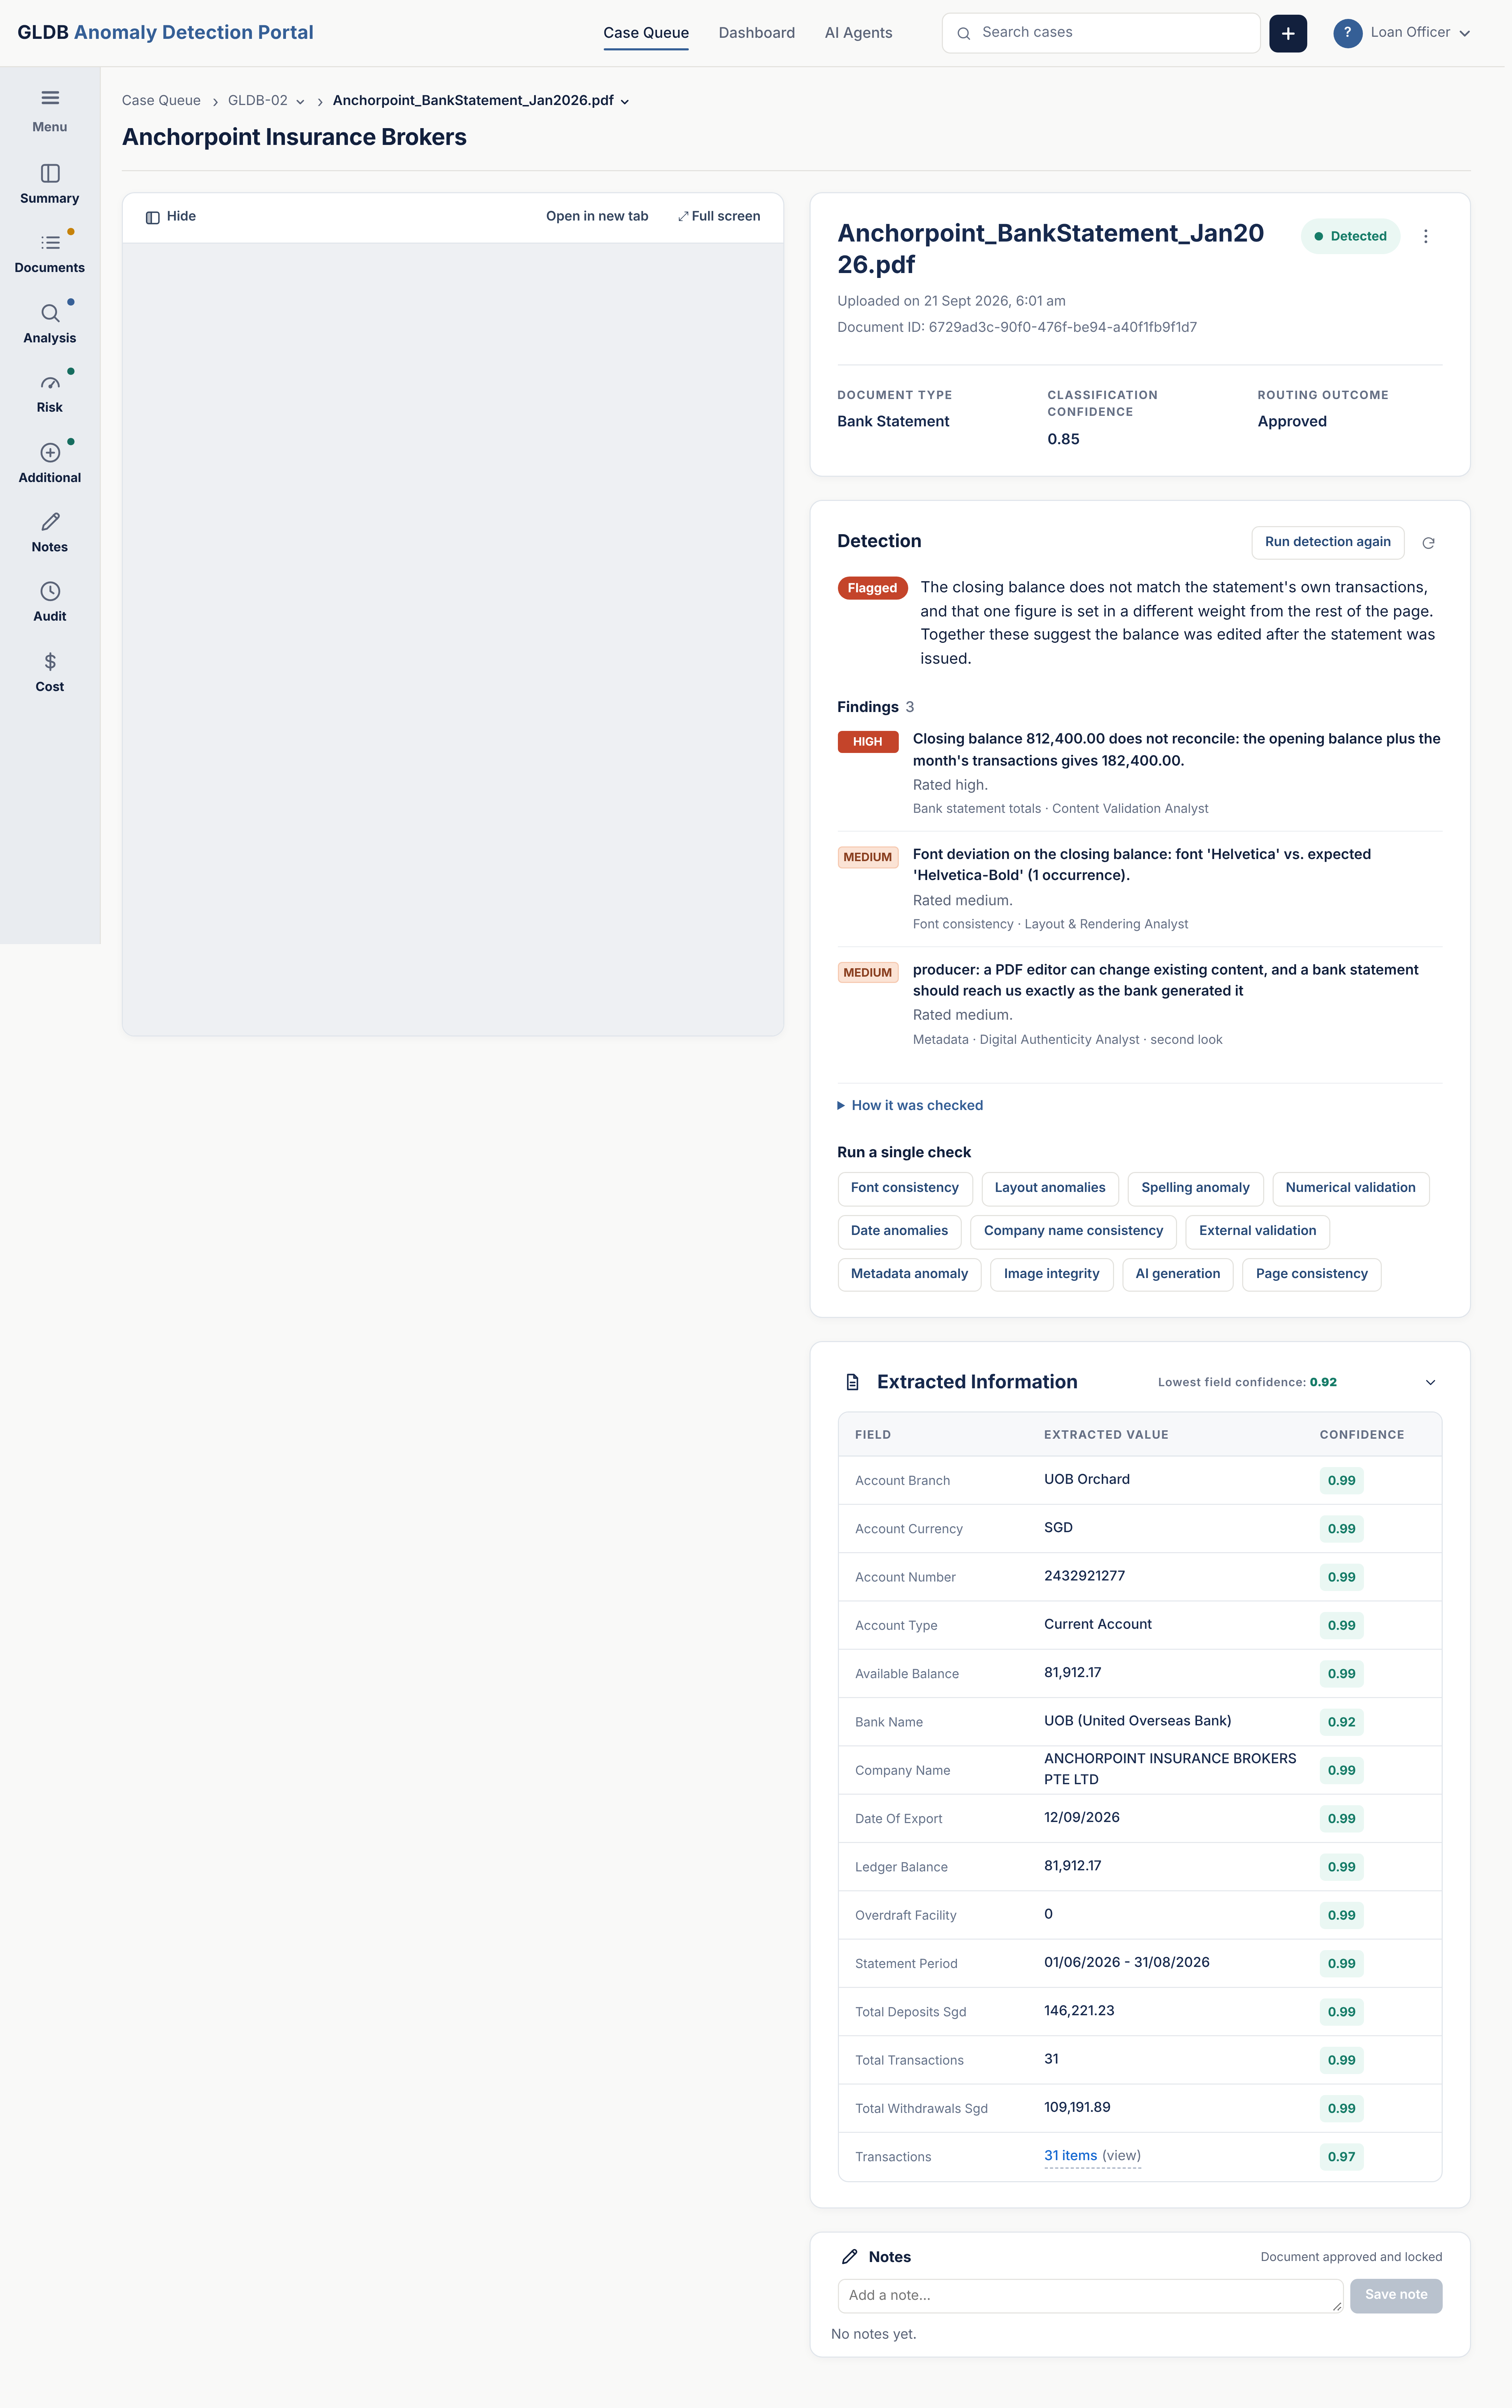 GLDB Anomaly Detection Portal
Case Queue
Dashboard
AI Agents
Search cases
+
?
Loan Officer
Menu
Summary
Documents
Analysis
Risk
Additional
Notes
Audit
Cost
Case Queue › GLDB-02 › Anchorpoint_BankStatement_Jan2026.pdf
Anchorpoint Insurance Brokers
Hide
Open in new tab
Full screen
Anchorpoint_BankStatement_Jan20
26.pdf
Detected
Uploaded on 21 Sept 2026, 6:01 am
Document ID: 6729ad3c-90f0-476f-be94-a40f1fb9f1d7
DOCUMENT TYPE
Bank Statement
CLASSIFICATION
CONFIDENCE
0.85
ROUTING OUTCOME
Approved
Detection
Run detection again
Flagged
The closing balance does not match the statement's own transactions,
and that one figure is set in a different weight from the rest of the page.
Together these suggest the balance was edited after the statement was
issued.
Findings 3
HIGH
Closing balance 812,400.00 does not reconcile: the opening balance plus the
month's transactions gives 182,400.00.
Rated high.
Bank statement totals · Content Validation Analyst
MEDIUM
Font deviation on the closing balance: font 'Helvetica' vs. expected
'Helvetica-Bold' (1 occurrence).
Rated medium.
Font consistency · Layout & Rendering Analyst
MEDIUM
producer: a PDF editor can change existing content, and a bank statement
should reach us exactly as the bank generated it
Rated medium.
Metadata · Digital Authenticity Analyst · second look
How it was checked
Run a single check
Font consistency
Layout anomalies
Spelling anomaly
Numerical validation
Date anomalies
Company name consistency
External validation
Metadata anomaly
Image integrity
AI generation
Page consistency
Extracted Information
Lowest field confidence: 0.92
FIELD EXTRACTED VALUE CONFIDENCE
Account Branch UOB Orchard 0.99
Account Currency SGD 0.99
Account Number 2432921277 0.99
Account Type Current Account 0.99
Available Balance 81,912.17 0.99
Bank Name UOB (United Overseas Bank) 0.92
Company Name ANCHORPOINT INSURANCE BROKERS
PTE LTD 0.99
Date Of Export 12/09/2026 0.99
Ledger Balance 81,912.17 0.99
Overdraft Facility 0 0.99
Statement Period 01/06/2026 - 31/08/2026 0.99
Total Deposits Sgd 146,221.23 0.99
Total Transactions 31 0.99
Total Withdrawals Sgd 109,191.89 0.99
Transactions 31 items (view) 0.97
Notes
Document approved and locked
Add a note...
Save note
No notes yet.